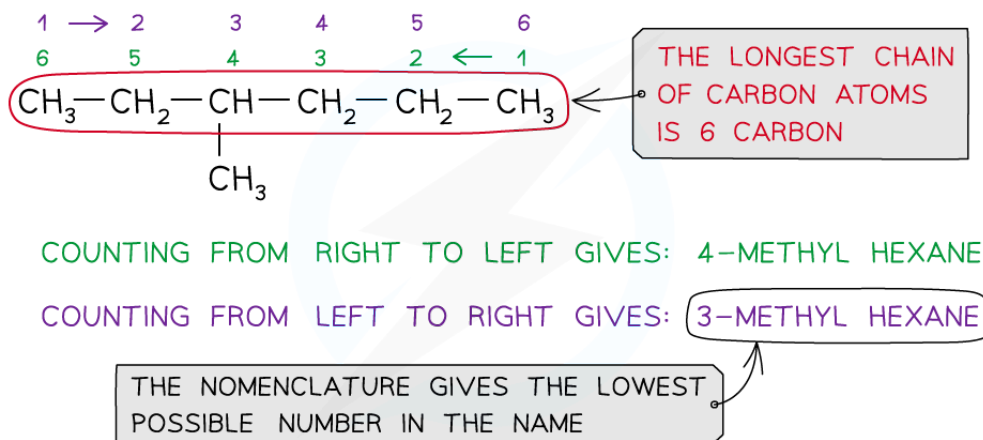 1 → 2 3 4 5 6
6 5 4 3 2 ← 1
CH₃—CH₂—CH—CH₂—CH₂—CH₃
CH₃
THE LONGEST CHAIN
OF CARBON ATOMS
IS 6 CARBON
COUNTING FROM RIGHT TO LEFT GIVES: 4-METHYL HEXANE
COUNTING FROM LEFT TO RIGHT GIVES: 3-METHYL HEXANE
THE NOMENCLATURE GIVES THE LOWEST
POSSIBLE NUMBER IN THE NAME